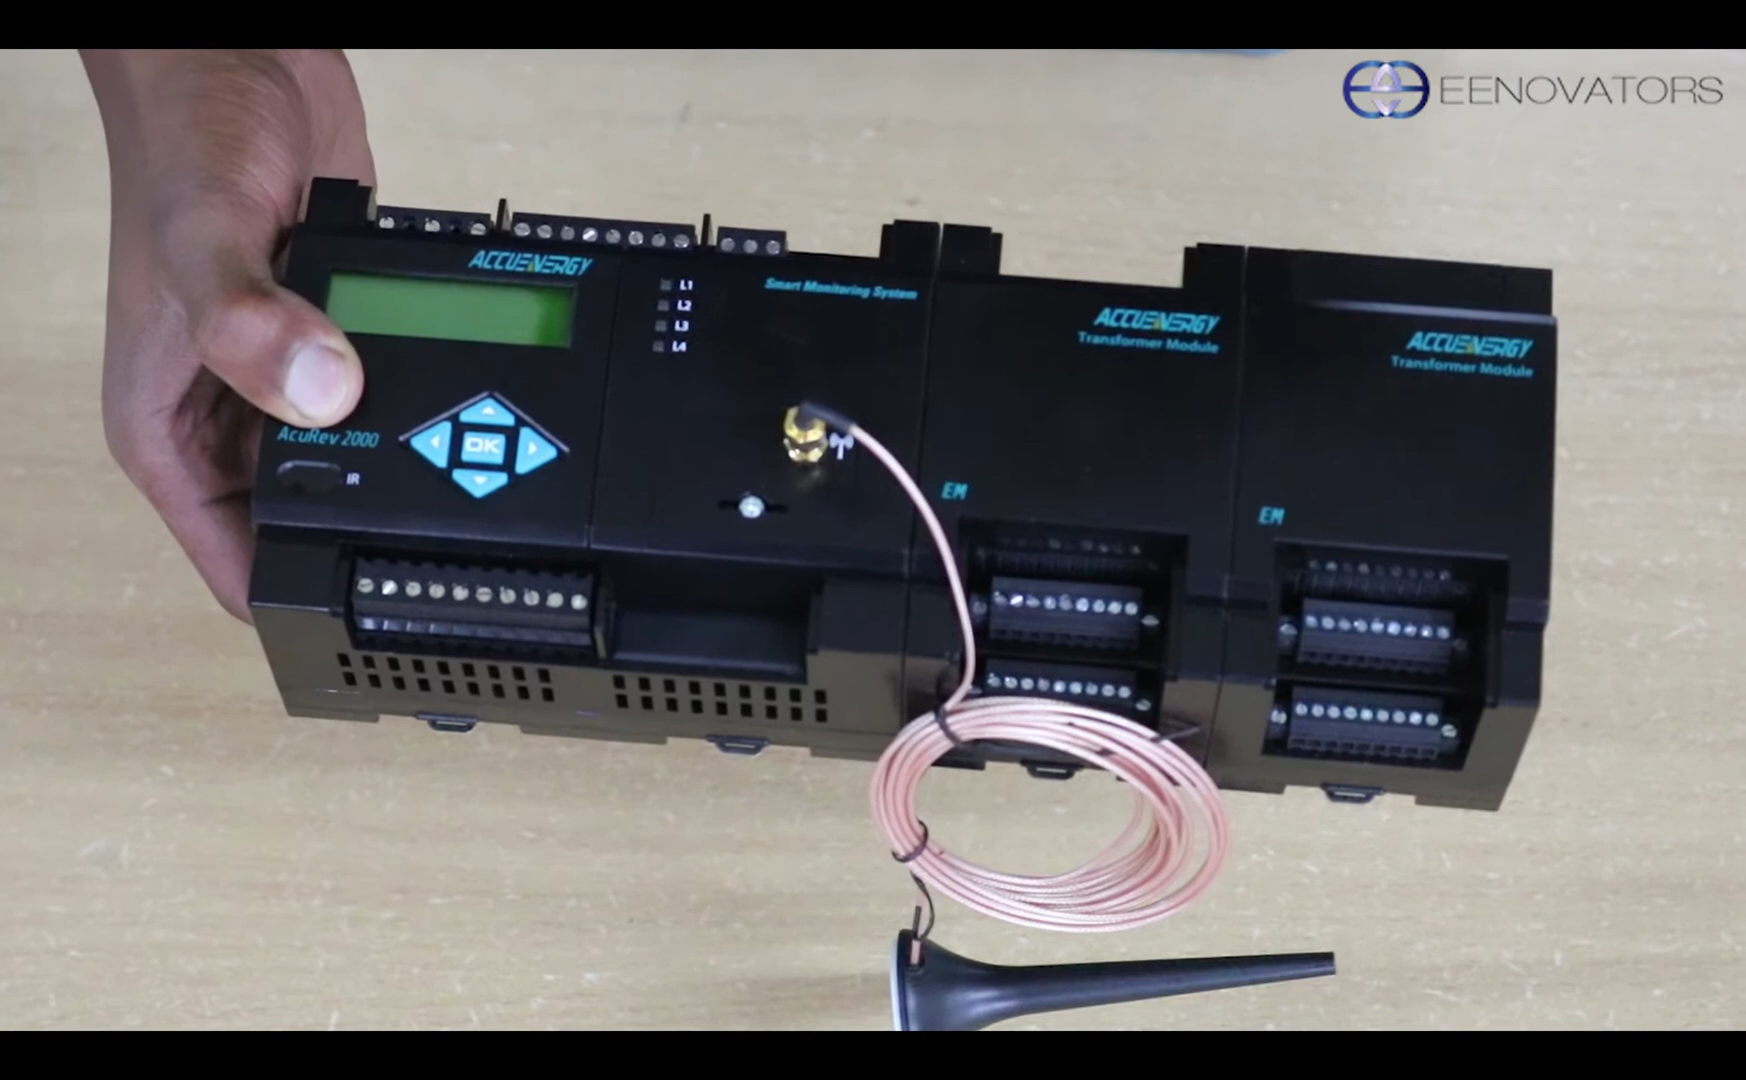 EENOVATORS
ACCUENERGY
L1
L2
L3
L4
Smart Monitoring System
ACCUENERGY
Transformer Module
ACCUENERGY
Transformer Module
AcuRev 2000
OK
IR
EM
EM